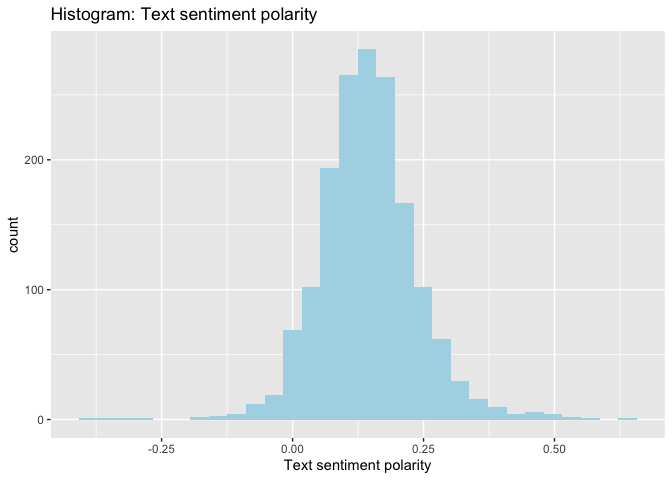 Histogram: Text sentiment polarity
count
200
100
0
-0.25 0.00 0.25 0.50
Text sentiment polarity